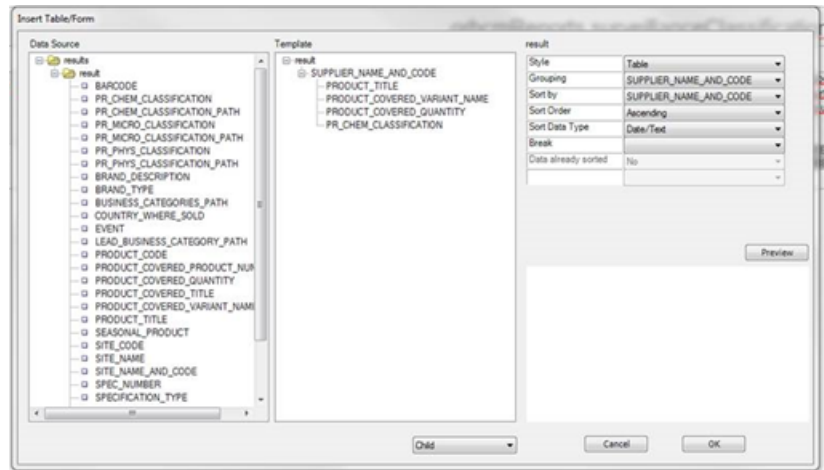 Insert Table/Form
Data Source
results
result
BARCODE
PR_CHEM_CLASSIFICATION
PR_CHEM_CLASSIFICATION_PATH
PR_MICRO_CLASSIFICATION
PR_MICRO_CLASSIFICATION_PATH
PR_PHYS_CLASSIFICATION
PR_PHYS_CLASSIFICATION_PATH
BRAND_DESCRIPTION
BRAND_TYPE
BUSINESS_CATEGORIES_PATH
COUNTRY_WHERE_SOLD
EVENT
LEAD_BUSINESS_CATEGORY_PATH
PRODUCT_CODE
PRODUCT_COVERED_PRODUCT_NUM
PRODUCT_COVERED_QUANTITY
PRODUCT_COVERED_TITLE
PRODUCT_COVERED_VARIANT_NAMI
PRODUCT_TITLE
SEASONAL_PRODUCT
SITE_CODE
SITE_NAME
SITE_NAME_AND_CODE
SPEC_NUMBER
SPECIFICATION_TYPE
Template
result
SUPPLIER_NAME_AND_CODE
PRODUCT_TITLE
PRODUCT_COVERED_VARIANT_NAME
PRODUCT_COVERED_QUANTITY
PR_CHEM_CLASSIFICATION
result
Style Table
Grouping SUPPLIER_NAME_AND_CODE
Sort by SUPPLIER_NAME_AND_CODE
Sort Order Ascending
Sort Data Type Date/Text
Break
Data already sorted No
Preview
Child
Cancel
OK